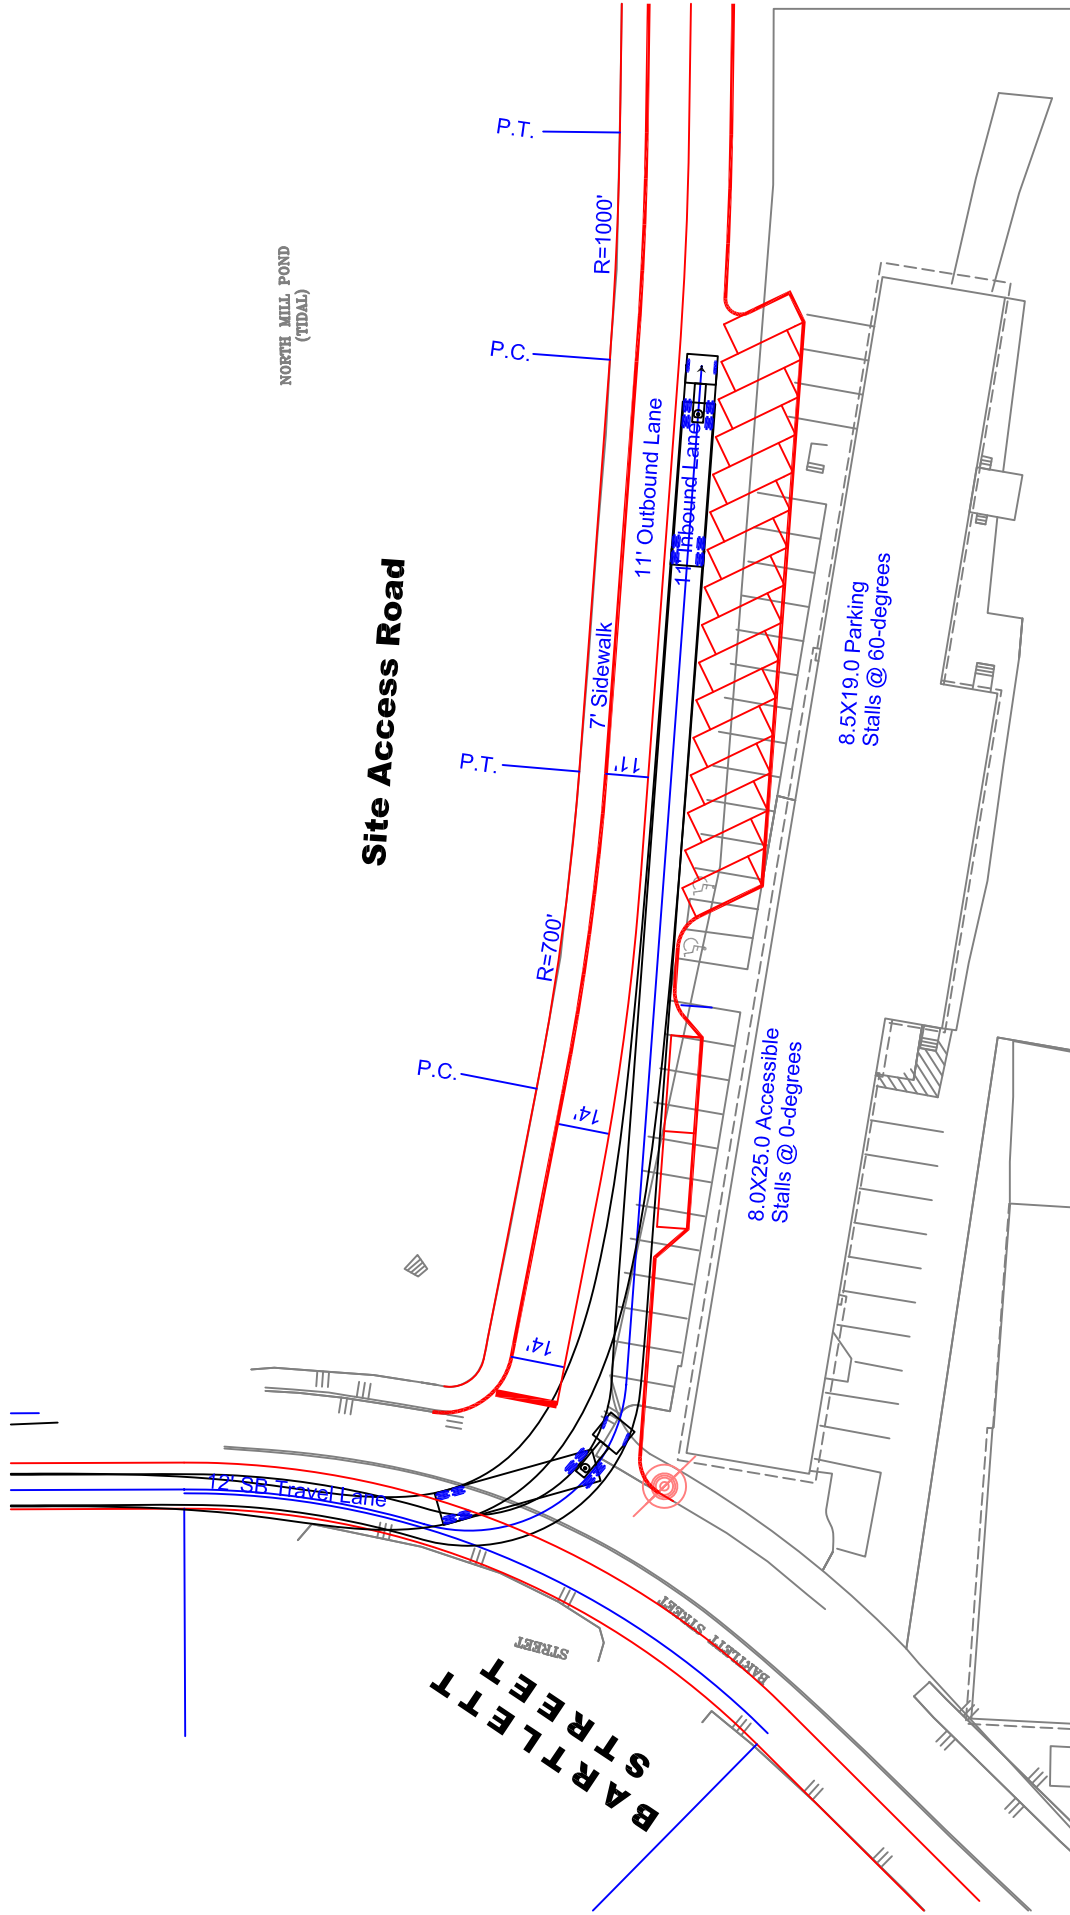 P.T.
R=1000'
NORTH MILL POND
(TIDAL)
P.C.
11' Outbound Lane
11' Inbound Lane
Site Access Road
7' Sidewalk
8.5X19.0 Parking
Stalls @ 60-degrees
P.T.
11'
R=700'
P.C.
14'
8.0X25.0 Accessible
Stalls @ 0-degrees
14'
12' SB Travel Lane
BARTLETT STREET
STREET
BARTLETT
STREET